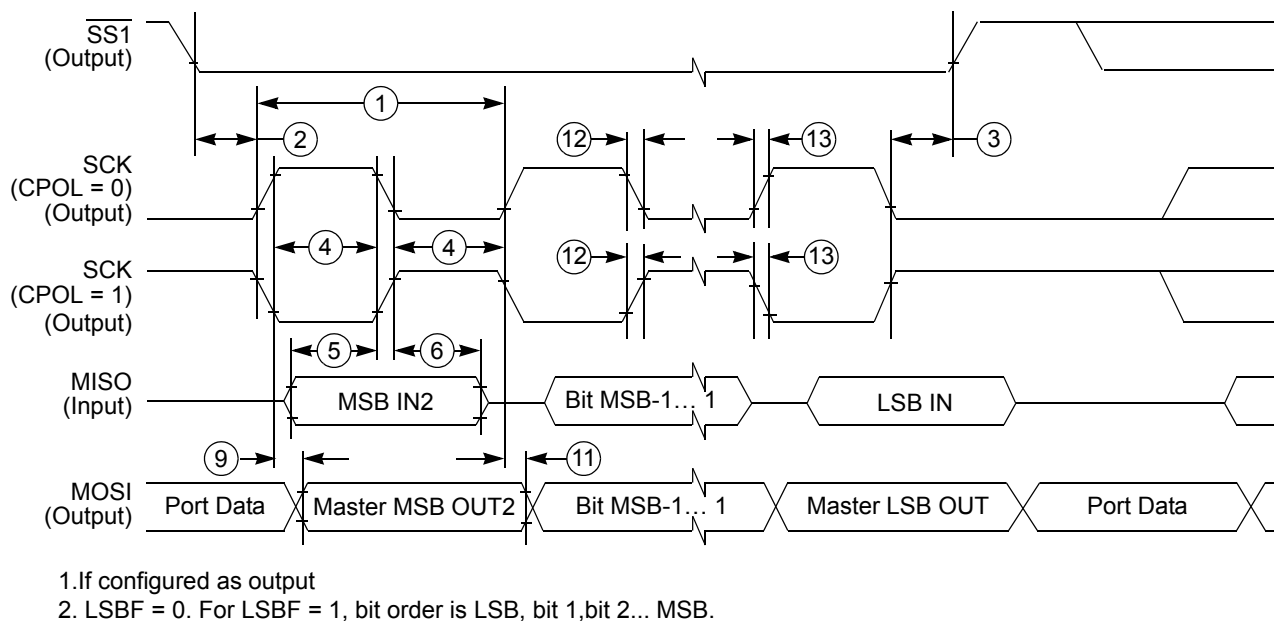 SS1
(Output)
1
2
12
13
3
SCK
(CPOL = 0)
(Output)
4
4
SCK
(CPOL = 1)
(Output)
12
13
5
6
MISO
(Input)
MSB IN2
Bit MSB-1… 1
LSB IN
9
11
MOSI
(Output)
Port Data
Master MSB OUT2
Bit MSB-1… 1
Master LSB OUT
Port Data
1.If configured as output
2. LSBF = 0. For LSBF = 1, bit order is LSB, bit 1,bit 2... MSB.